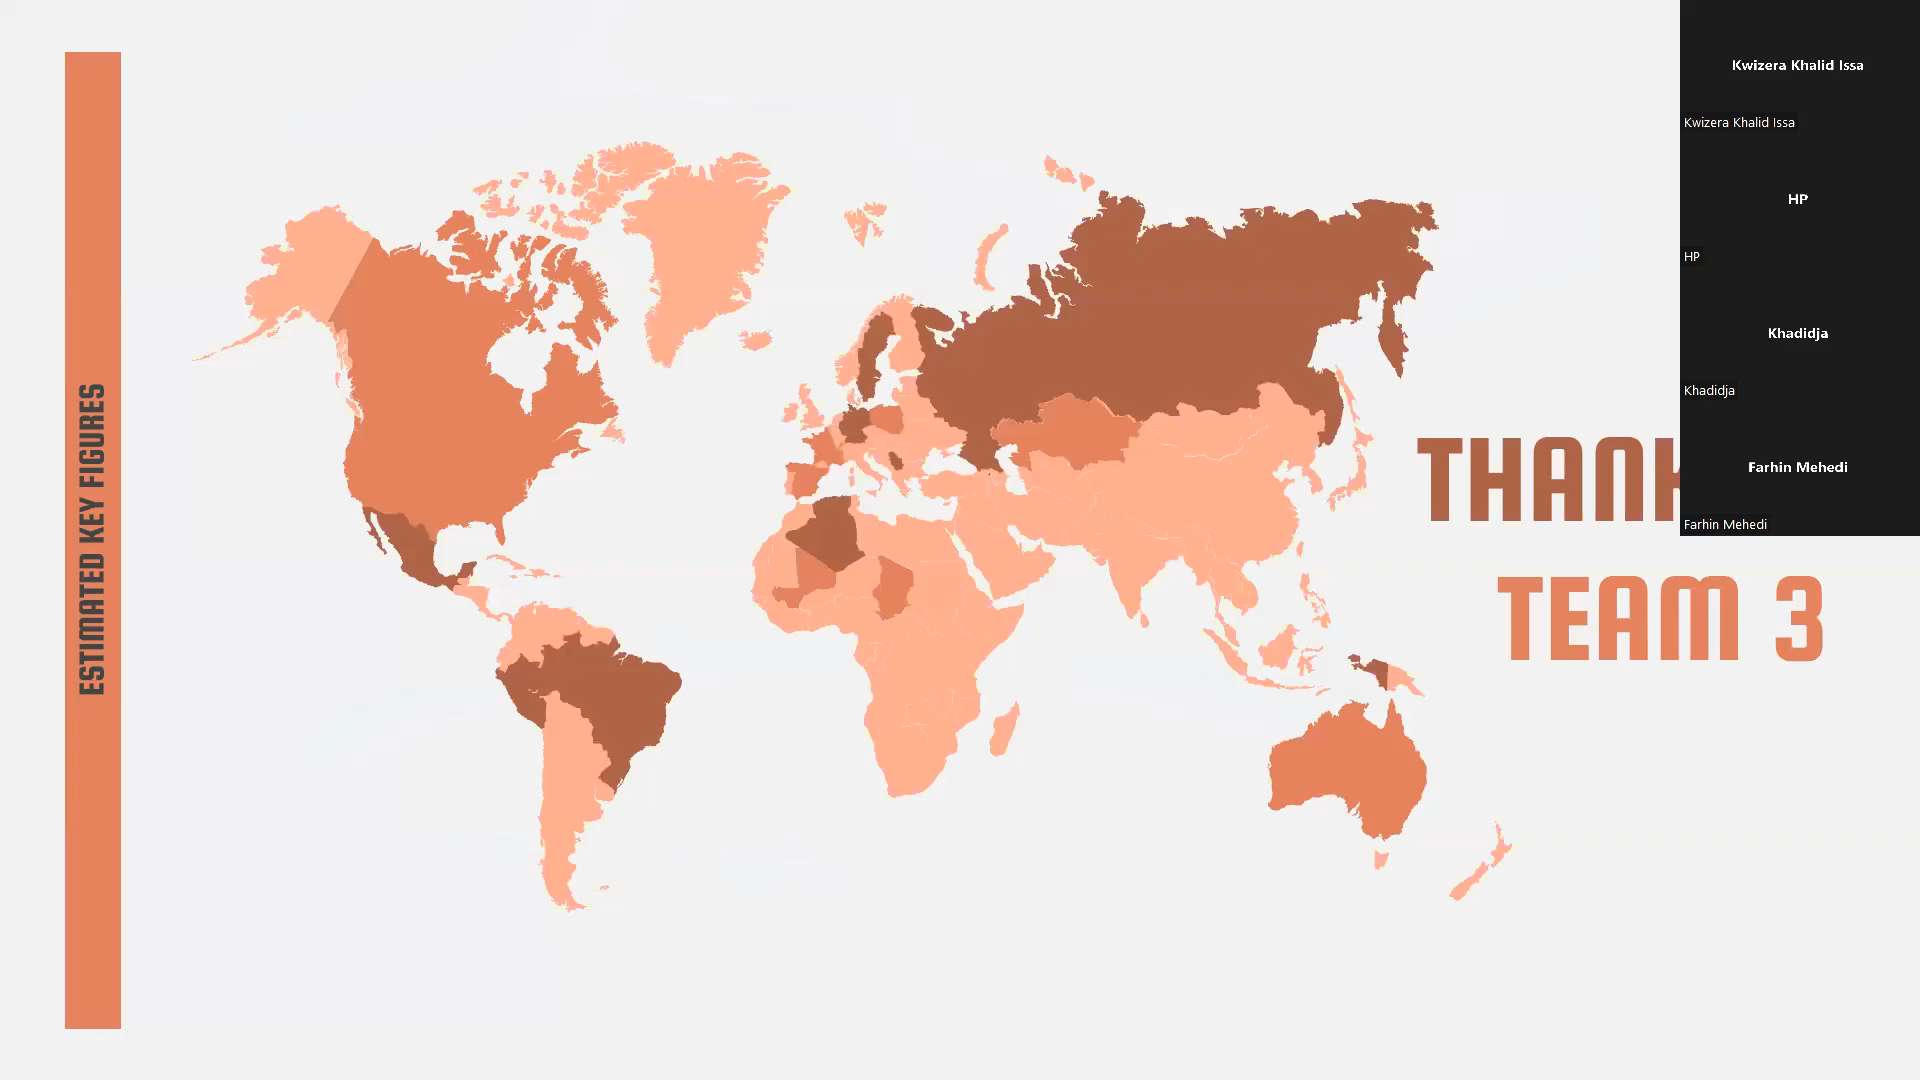 ESTIMATED KEY FIGURES
THANK
TEAM 3
Kwizera Khalid Issa
Kwizera Khalid Issa
HP
HP
Khadidja
Khadidja
Farhin Mehedi
Farhin Mehedi